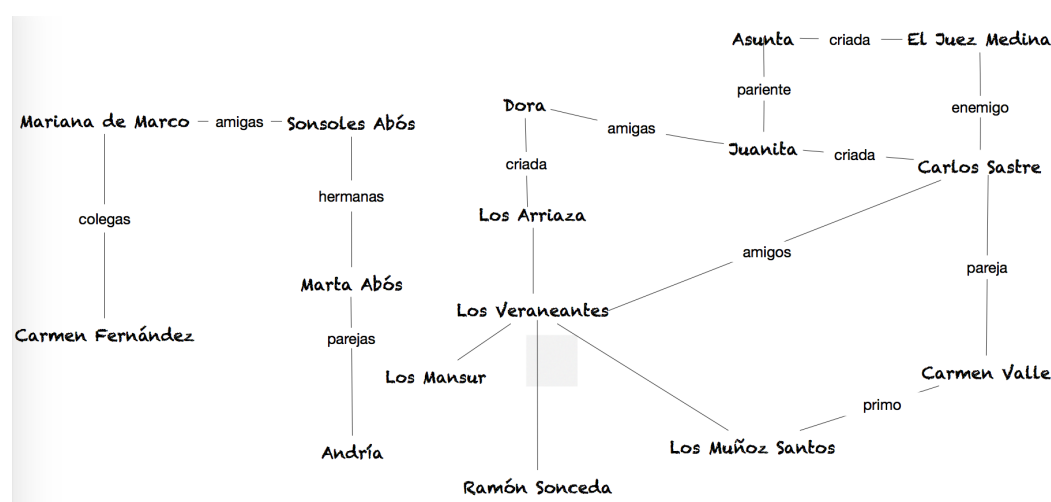 Asunta criada El Juez Medina
pariente
enemigo
Dora
Mariana de Marco amigas Sonsoles Abós
amigas
Juanita criada Carlos Sastre
criada
hermanas
colegas
Los Arriaza
amigos
pareja
Marta Abós
Los Veraneantes
Carmen Fernández
parejas
Los Mansur
Carmen Valle
primo
Los Muñoz Santos
Andría
Ramón Sonceda